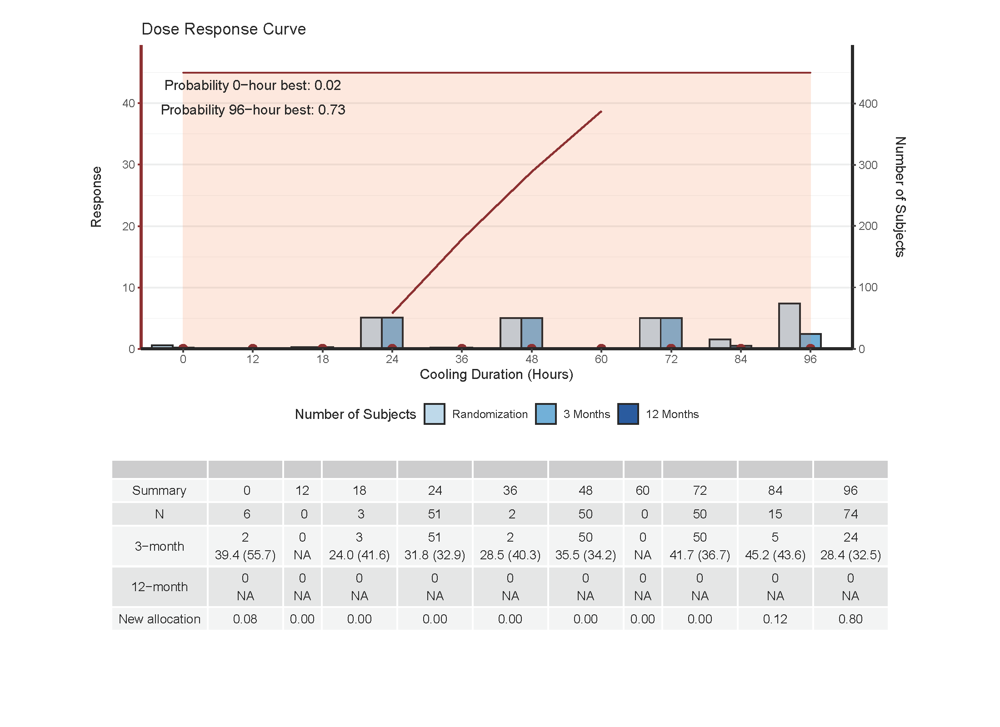 Dose Response Curve
Probability 0−hour best: 0.02
Probability 96−hour best: 0.73
40
30
20
10
0
Response
400
300
200
100
0
Number of Subjects
0 12 18 24 36 48 60 72 84 96
Cooling Duration (Hours)
Number of Subjects Randomization 3 Months 12 Months
Summary 0 12 18 24 36 48 60 72 84 96
N 6 0 3 51 2 50 0 50 15 74
3−month
2 0 3 51 2 50 0 50 5 24
39.4 (55.7) NA 24.0 (41.6) 31.8 (32.9) 28.5 (40.3) 35.5 (34.2) NA 41.7 (36.7) 45.2 (43.6) 28.4 (32.5)
12−month
0 0 0 0 0 0 0 0 0 0
NA NA NA NA NA NA NA NA NA NA
New allocation 0.08 0.00 0.00 0.00 0.00 0.00 0.00 0.00 0.12 0.80